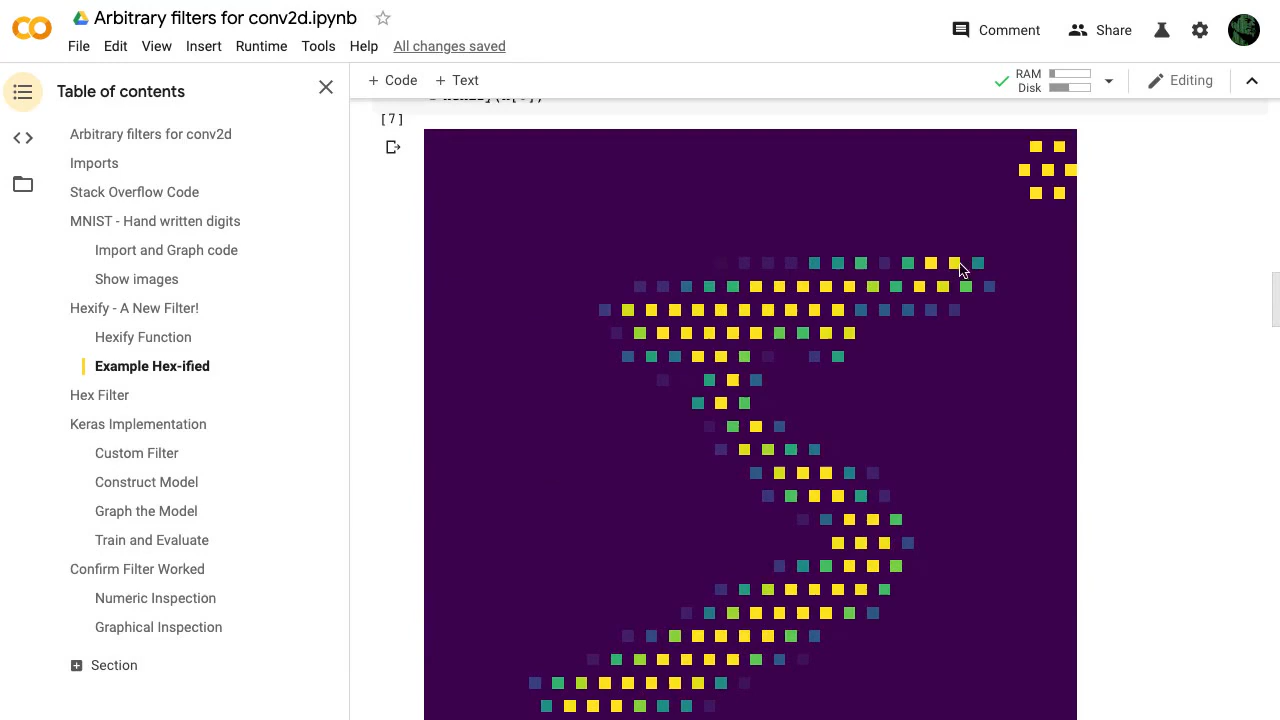 Arbitrary filters for conv2d.ipynb
File Edit View Insert Runtime Tools Help All changes saved
Comment
Share
Table of contents
Arbitrary filters for conv2d
Imports
Stack Overflow Code
MNIST - Hand written digits
Import and Graph code
Show images
Hexify - A New Filter!
Hexify Function
Example Hex-ified
Hex Filter
Keras Implementation
Custom Filter
Construct Model
Graph the Model
Train and Evaluate
Confirm Filter Worked
Numeric Inspection
Graphical Inspection
Section
+ Code + Text
RAM
Disk
Editing
[7]